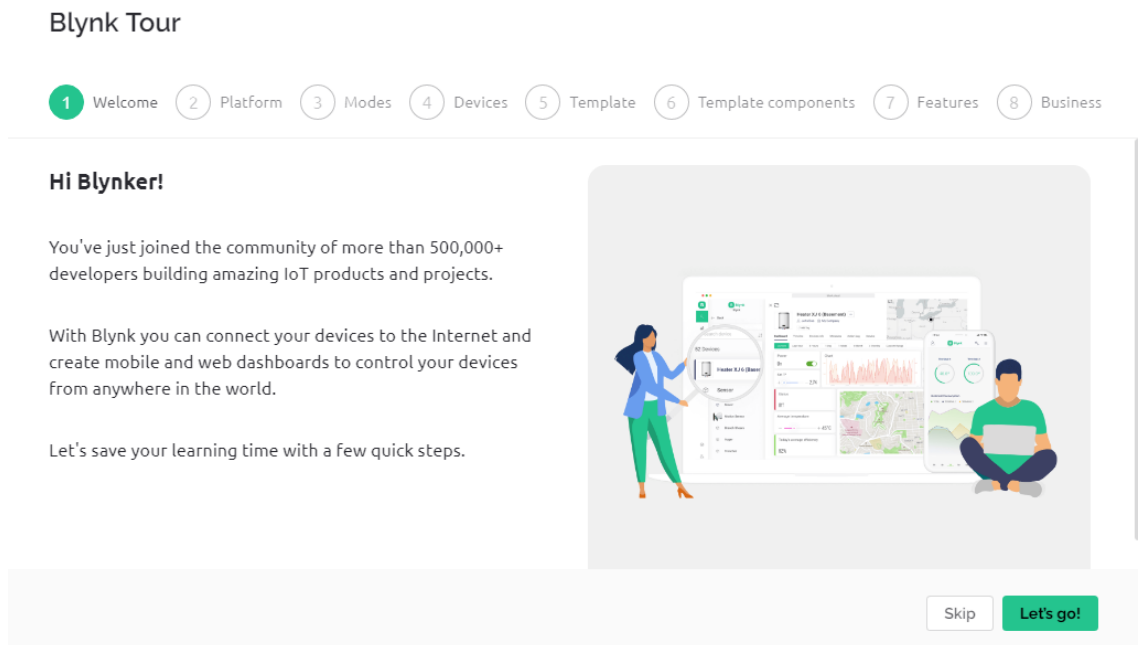 Blynk Tour
1 Welcome 2 Platform 3 Modes 4 Devices 5 Template 6 Template components 7 Features 8 Business
Hi Blynker!
You've just joined the community of more than 500,000+
developers building amazing IoT products and projects.
With Blynk you can connect your devices to the Internet and
create mobile and web dashboards to control your devices
from anywhere in the world.
Let's save your learning time with a few quick steps.
62 Devices
Sensor
Skip Let's go!